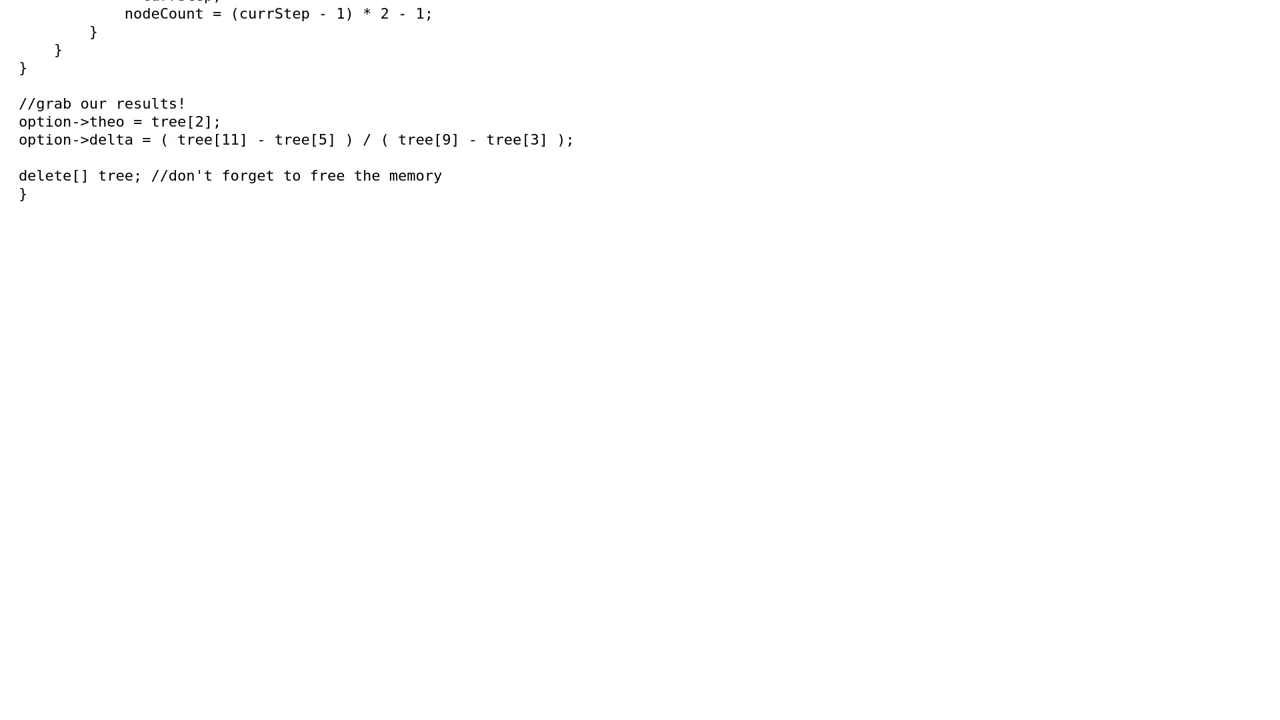 nodeCount = (currStep - 1) * 2 - 1;
}
}
}
//grab our results!
option->theo = tree[2];
option->delta = ( tree[11] - tree[5] ) / ( tree[9] - tree[3] );
delete[] tree; //don't forget to free the memory
}